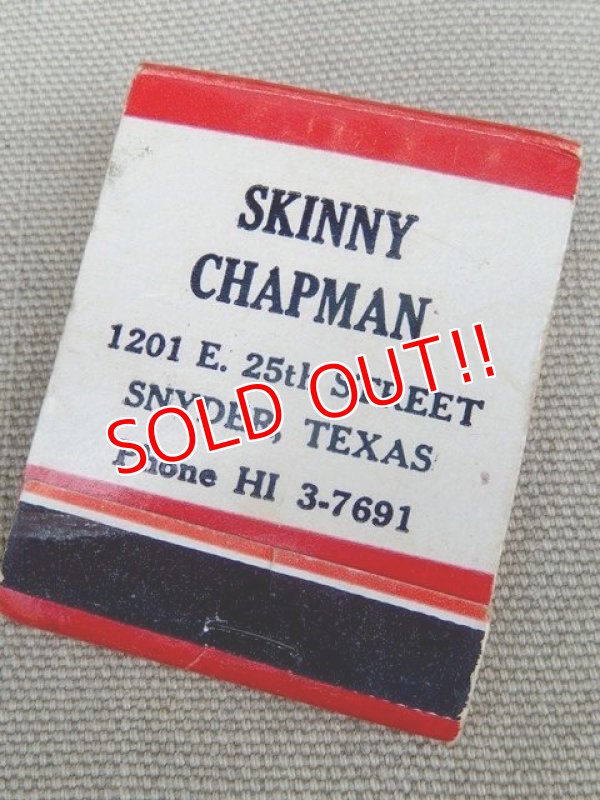 SKINNY
CHAPMAN
1201 E. 25th STREET
SNYDER, TEXAS
Phone HI 3-7691
SOLD OUT!!